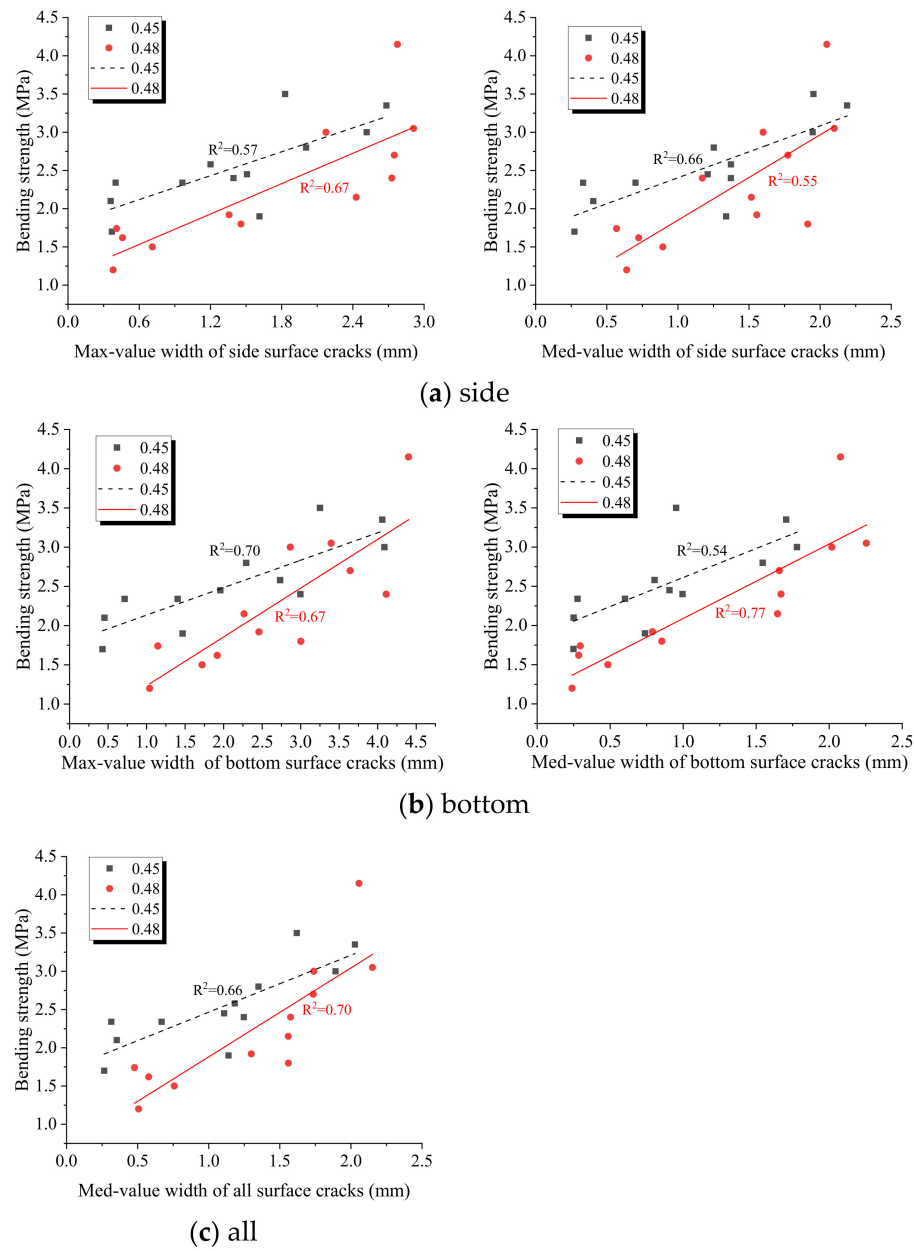 4.5
4.0
3.5
3.0
2.5
2.0
1.5
1.0
Bending strength (MPa)
0.45
0.48
0.45
0.48
R²=0.57
R²=0.67
0.0 0.6 1.2 1.8 2.4 3.0
Max-value width of side surface cracks (mm)
4.5
4.0
3.5
3.0
2.5
2.0
1.5
1.0
Bending strength (MPa)
0.45
0.48
0.45
0.48
R²=0.66
R²=0.55
0.0 0.5 1.0 1.5 2.0 2.5
Med-value width of side surface cracks (mm)
(a) side
4.5
4.0
3.5
3.0
2.5
2.0
1.5
1.0
Bending strength (MPa)
0.45
0.48
0.45
0.48
R²=0.70
R²=0.67
0.0 0.5 1.0 1.5 2.0 2.5 3.0 3.5 4.0 4.5
Max-value width of bottom surface cracks (mm)
4.5
4.0
3.5
3.0
2.5
2.0
1.5
1.0
Bending strength (MPa)
0.45
0.48
0.45
0.48
R²=0.54
R²=0.77
0.0 0.5 1.0 1.5 2.0 2.5
Med-value width of bottom surface cracks (mm)
(b) bottom
4.5
4.0
3.5
3.0
2.5
2.0
1.5
1.0
Bending strength (MPa)
0.45
0.48
0.45
0.48
R²=0.66
R²=0.70
0.0 0.5 1.0 1.5 2.0 2.5
Med-value width of all surface cracks (mm)
(c) all